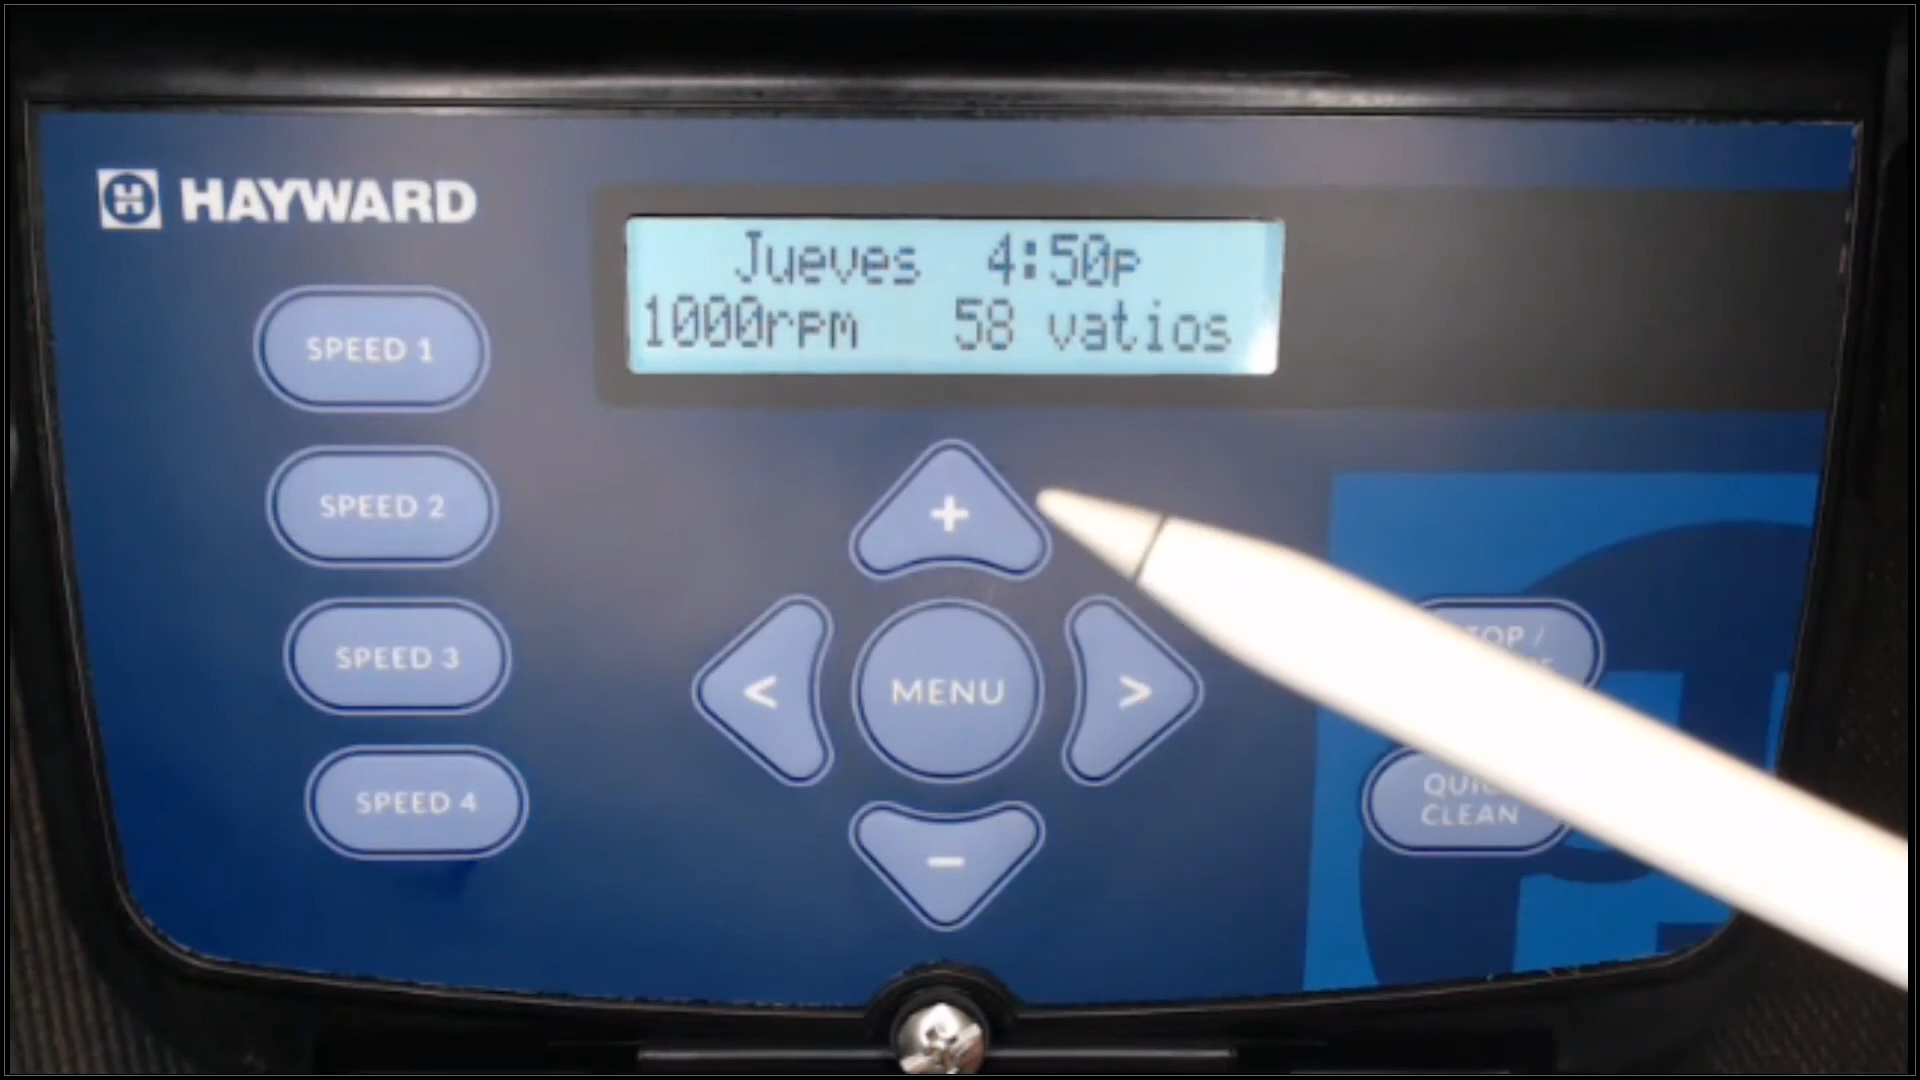 HAYWARD
Jueves 4:50p
1000rpm 58 vatios
SPEED 1
SPEED 2
SPEED 3
SPEED 4
+
< MENU >
−
CLEAN